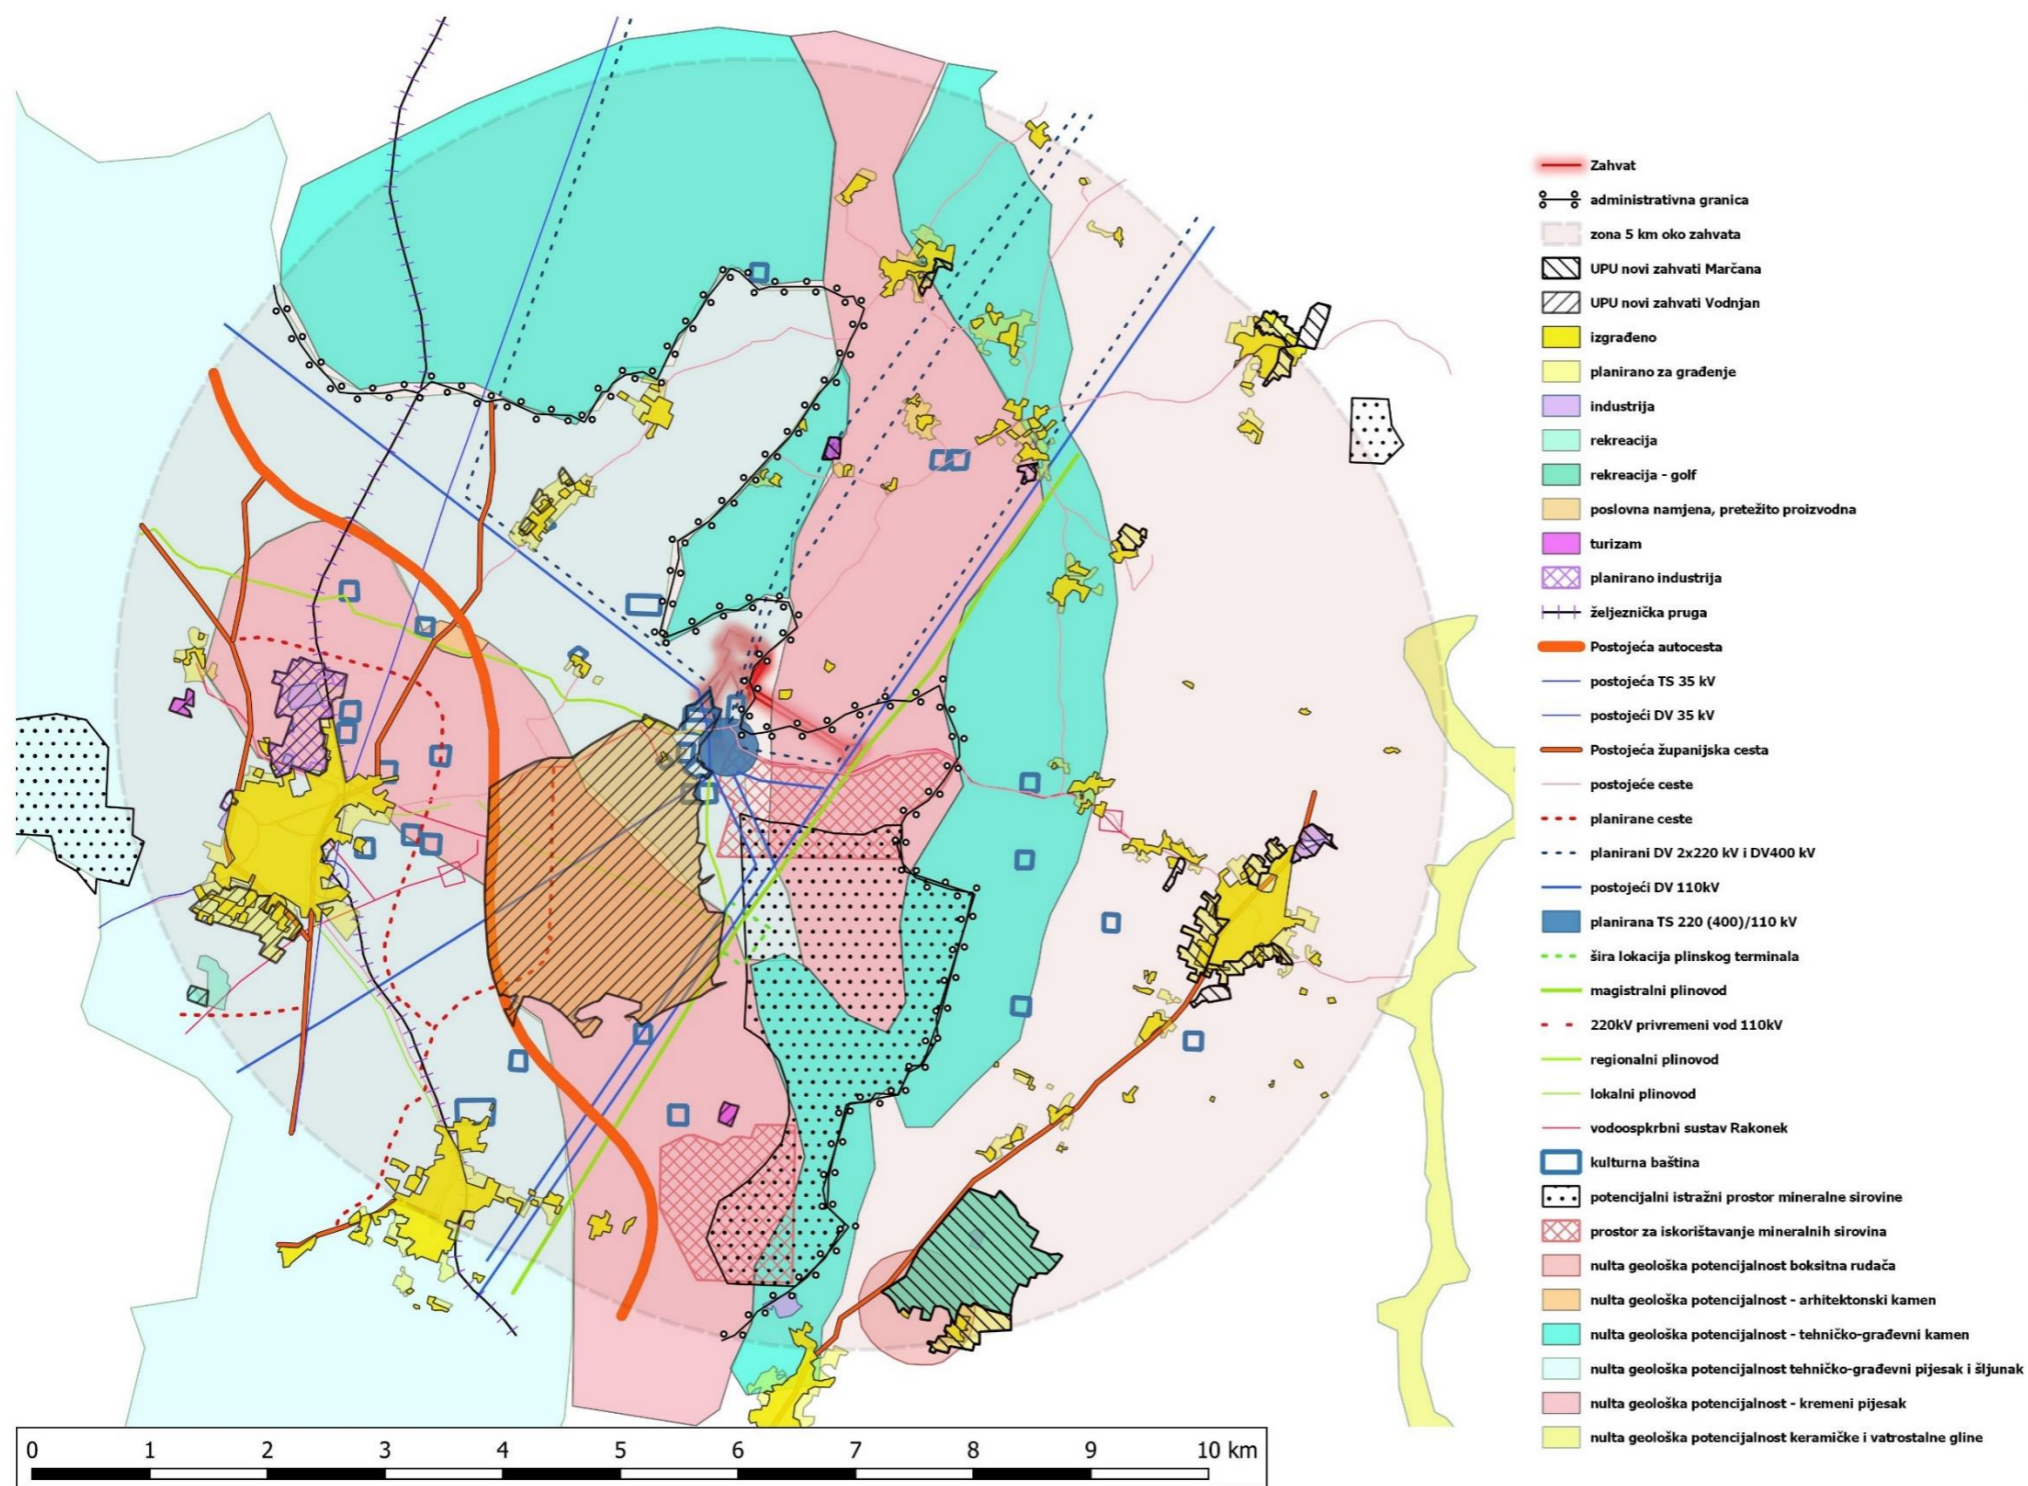 Zahvat
administrativna granica
zona 5 km oko zahvata
UPU novi zahvati Marčana
UPU novi zahvati Vodnjan
izgrađeno
planirano za građenje
industrija
rekreacija
rekreacija - golf
poslovna namjena, pretežito proizvodna
turizam
planirano industrija
željeznička pruga
Postojeća autocesta
postojeća TS 35 kV
postojeći DV 35 kV
Postojeća županijska cesta
postojeće ceste
planirane ceste
planirani DV 2x220 kV i DV400 kV
postojeći DV 110kV
planirana TS 220 (400)/110 kV
šira lokacija plinskog terminala
magistralni plinovod
220kV privremeni vod 110kV
regionalni plinovod
lokalni plinovod
vodoospkrbni sustav Rakonek
kulturna baština
potencijalni istražni prostor mineralne sirovine
prostor za iskorištavanje mineralnih sirovina
nulta geološka potencijalnost boksitna rudača
nulta geološka potencijalnost - arhitektonski kamen
nulta geološka potencijalnost - tehničko-građevni kamen
nulta geološka potencijalnost tehničko-građevni pijesak i šljunak
nulta geološka potencijalnost - kremeni pijesak
nulta geološka potencijalnost keramičke i vatrostalne gline
0 1 2 3 4 5 6 7 8 9 10 km